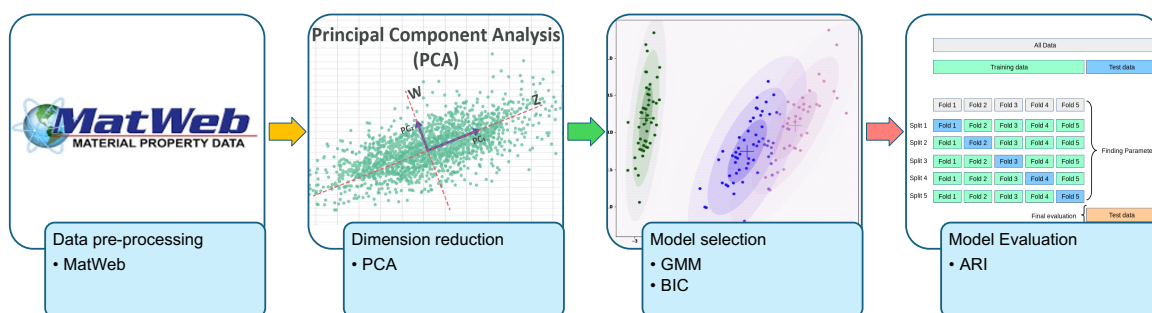 MatWeb
MATERIAL PROPERTY DATA
Data pre-processing
• MatWeb
Principal Component Analysis
(PCA)
W
Z
Dimension reduction
• PCA
Model selection
• GMM
• BIC
All Data
Training data Test data
Fold 1 Fold 2 Fold 3 Fold 4 Fold 5
Split 1 Fold 1 Fold 2 Fold 3 Fold 4 Fold 5
Split 2 Fold 1 Fold 2 Fold 3 Fold 4 Fold 5
Split 3 Fold 1 Fold 2 Fold 3 Fold 4 Fold 5
Split 4 Fold 1 Fold 2 Fold 3 Fold 4 Fold 5
Split 5 Fold 1 Fold 2 Fold 3 Fold 4 Fold 5
Finding Paramete
Final evaluation Test data
Model Evaluation
• ARI